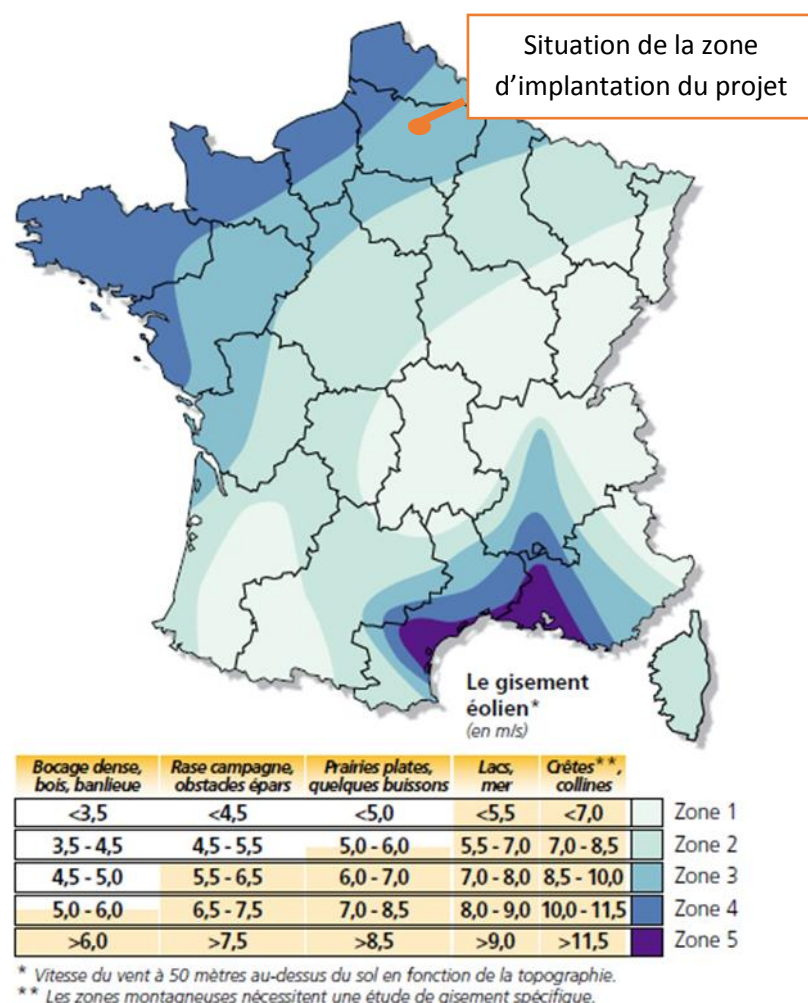 Situation de la zone
d’implantation du projet
Le gisement
éolien*
(en m/s)
Bocage dense, Rase campagne, Prairies plates, Lacs, Crêtes**,
bois, banlieue obstacles épars quelques buissons mer collines
<3,5 <4,5 <5,0 <5,5 <7,0 Zone 1
3,5 - 4,5 4,5 - 5,5 5,0 - 6,0 5,5 - 7,0 7,0 - 8,5 Zone 2
4,5 - 5,0 5,5 - 6,5 6,0 - 7,0 7,0 - 8,0 8,5 - 10,0 Zone 3
5,0 - 6,0 6,5 - 7,5 7,0 - 8,5 8,0 - 9,0 10,0 - 11,5 Zone 4
>6,0 >7,5 >8,5 >9,0 >11,5 Zone 5
* Vitesse du vent à 50 mètres au-dessus du sol en fonction de la topographie.
** Les zones montagneuses nécessitent une étude de gisement spécifique.